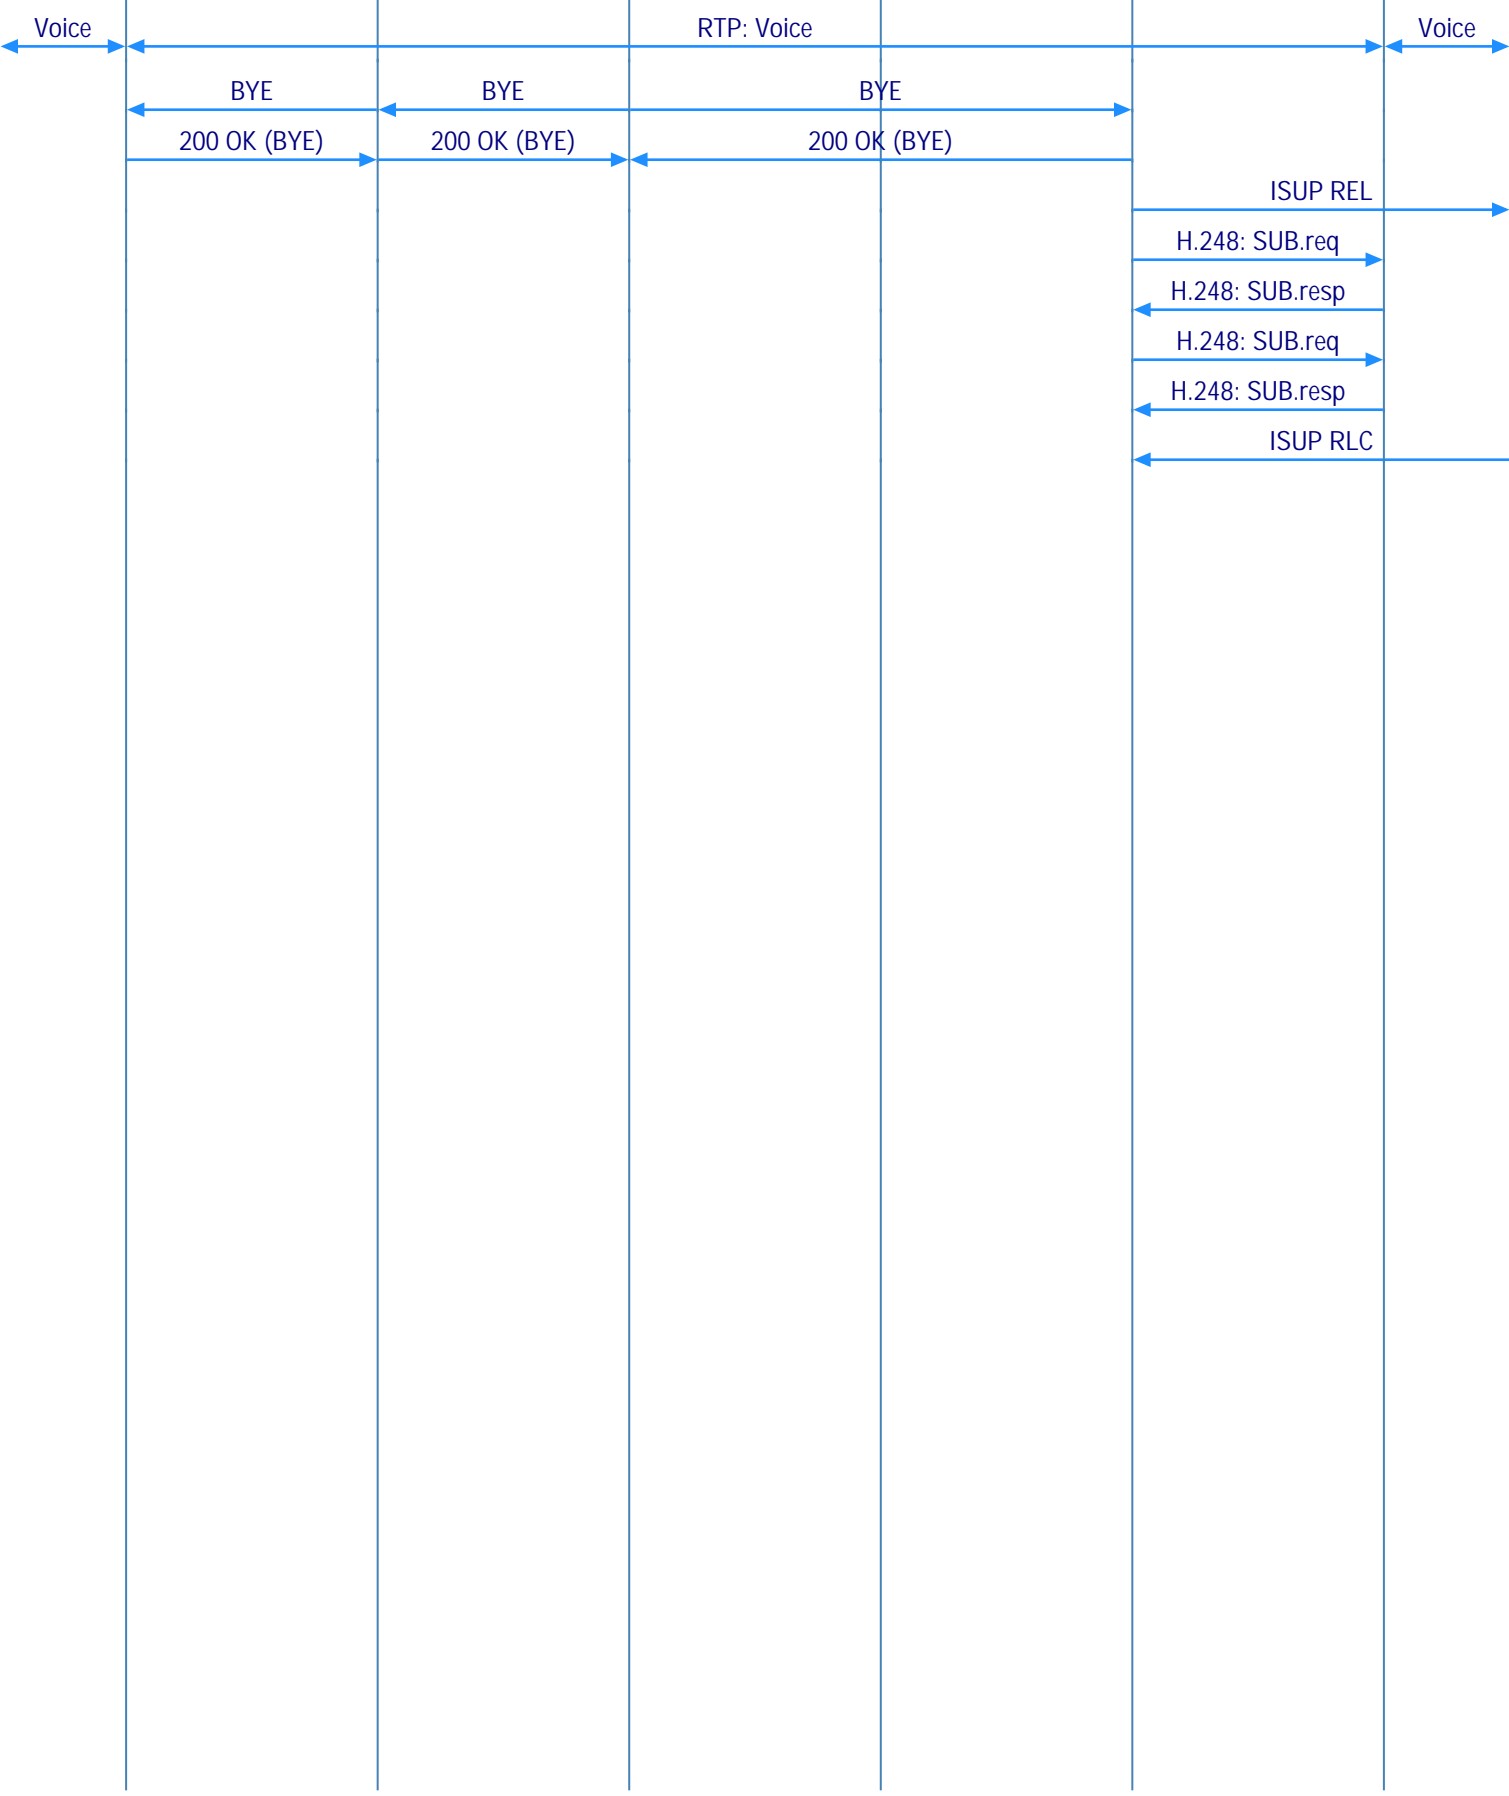 Voice RTP: Voice Voice
BYE BYE BYE
200 OK (BYE) 200 OK (BYE) 200 OK (BYE)
ISUP REL
H.248: SUB.req
H.248: SUB.resp
H.248: SUB.req
H.248: SUB.resp
ISUP RLC